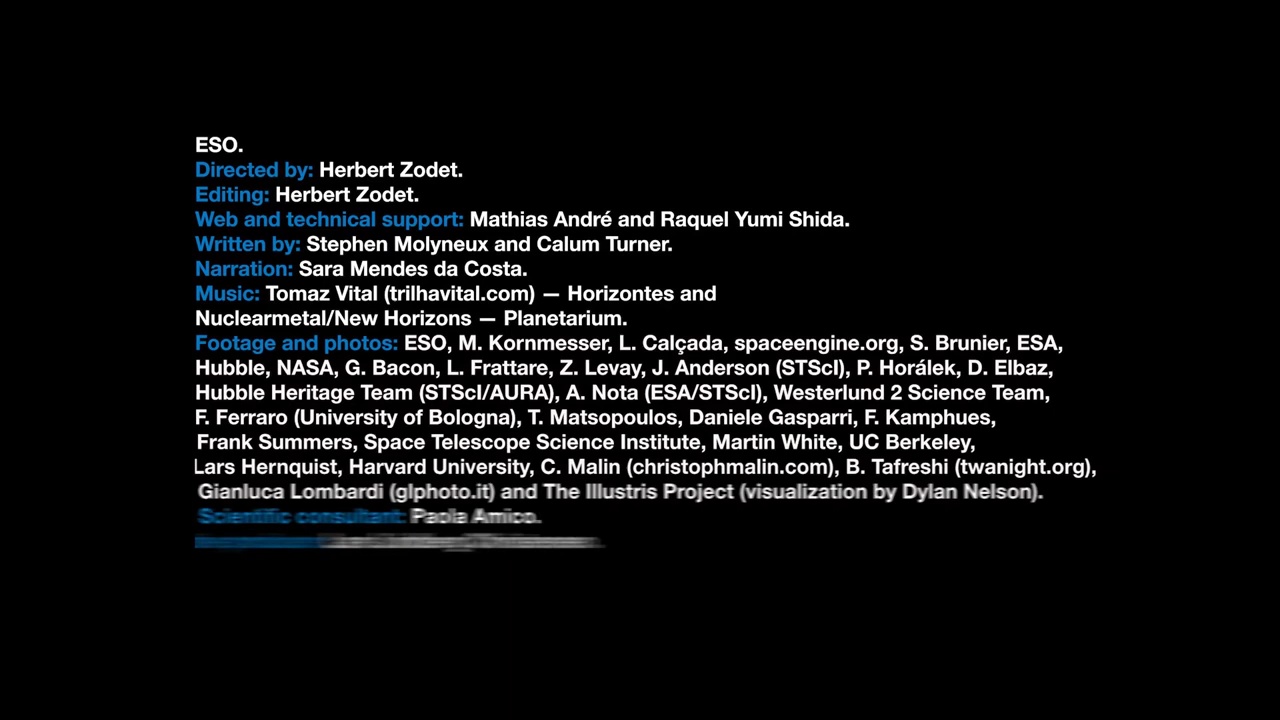 ESO.
Directed by: Herbert Zodet.
Editing: Herbert Zodet.
Web and technical support: Mathias André and Raquel Yumi Shida.
Written by: Stephen Molyneux and Calum Turner.
Narration: Sara Mendes da Costa.
Music: Tomaz Vital (trilhavital.com) — Horizontes and
Nuclearmetal/New Horizons — Planetarium.
Footage and photos: ESO, M. Kornmesser, L. Calçada, spaceengine.org, S. Brunier, ESA,
Hubble, NASA, G. Bacon, L. Frattare, Z. Levay, J. Anderson (STScI), P. Horálek, D. Elbaz,
Hubble Heritage Team (STScI/AURA), A. Nota (ESA/STScI), Westerlund 2 Science Team,
F. Ferraro (University of Bologna), T. Matsopoulos, Daniele Gasparri, F. Kamphues,
Frank Summers, Space Telescope Science Institute, Martin White, UC Berkeley,
Lars Hernquist, Harvard University, C. Malin (christophmalin.com), B. Tafreshi (twanight.org),
Gianluca Lombardi (glphoto.it) and The Illustris Project (visualization by Dylan Nelson).
Scientific consultant: Paola Amico.